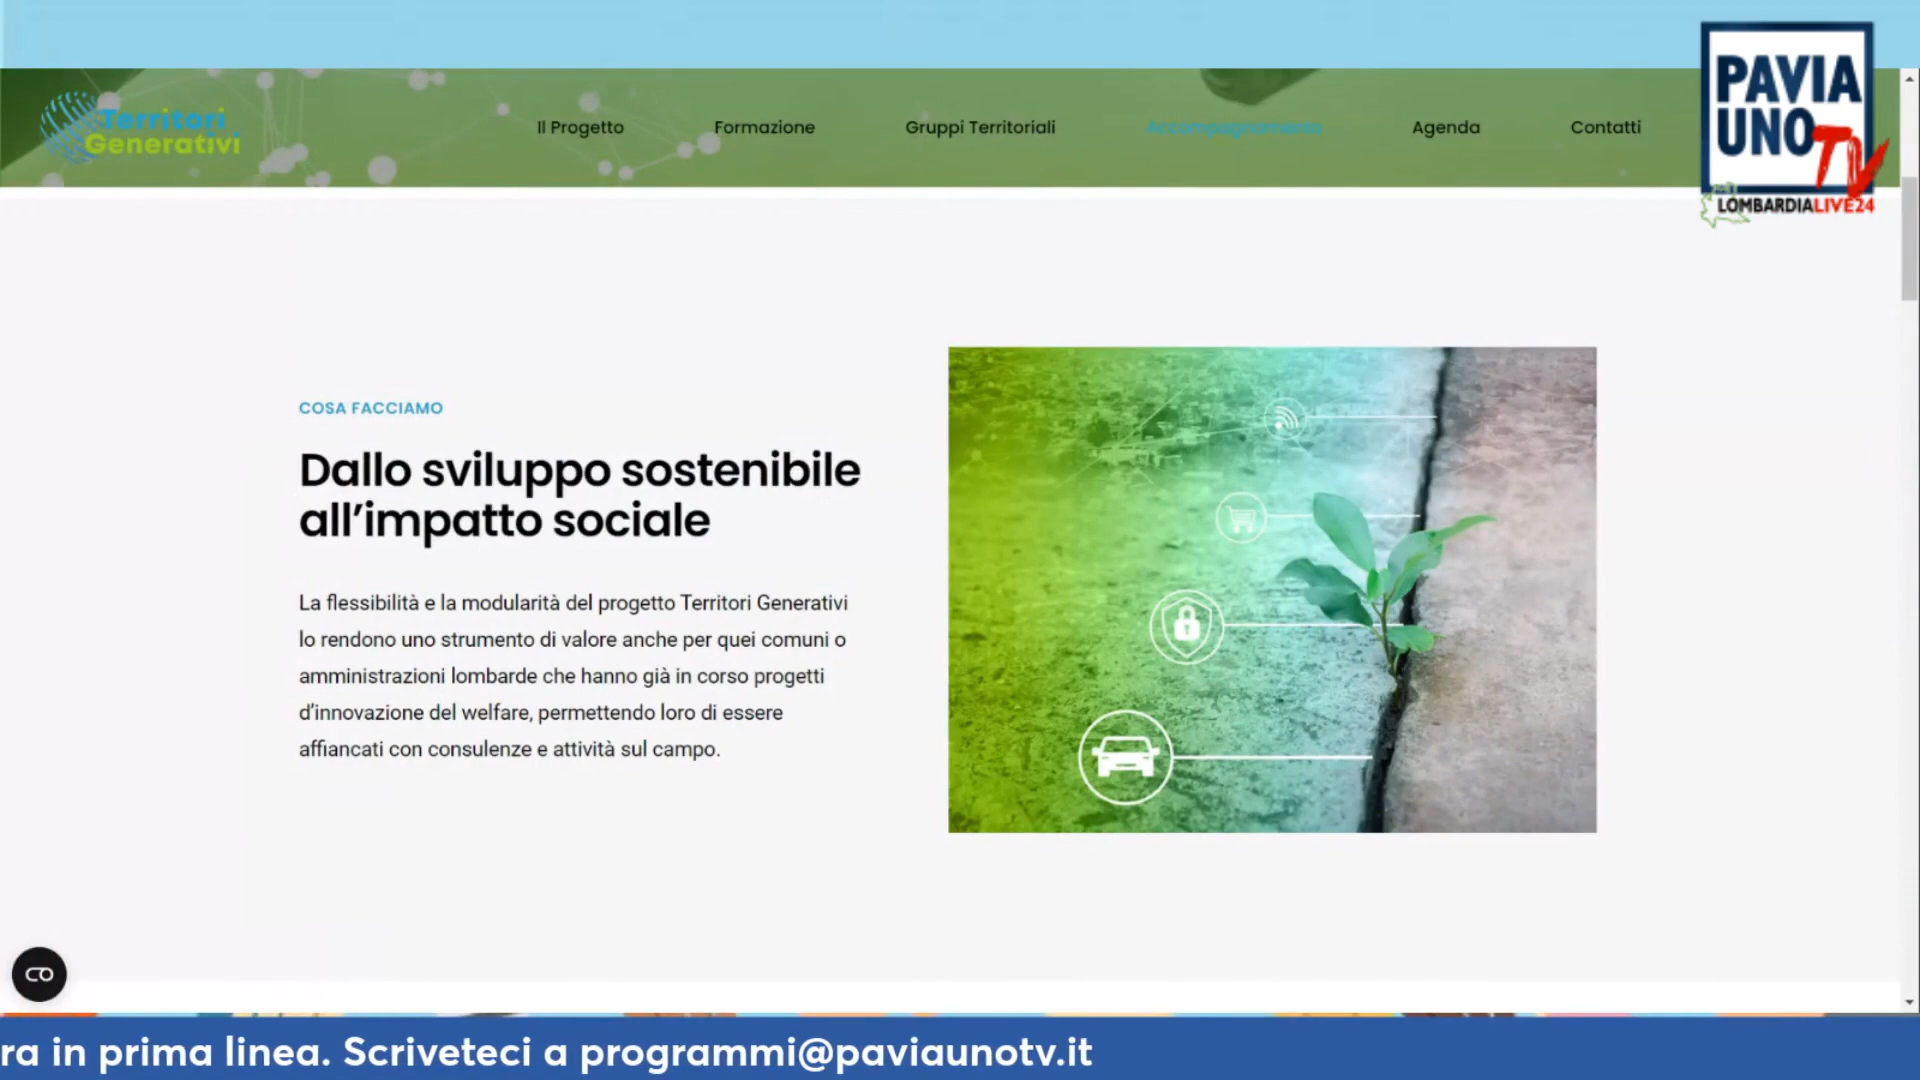 PAVIA
UNO TV
LOMBARDIALIVE24
Territori
Generativi
Il Progetto
Formazione
Gruppi Territoriali
Accompagnamento
Agenda
Contatti
COSA FACCIAMO
Dallo sviluppo sostenibile
all’impatto sociale
La flessibilità e la modularità del progetto Territori Generativi
lo rendono uno strumento di valore anche per quei comuni o
amministrazioni lombarde che hanno già in corso progetti
d’innovazione del welfare, permettendo loro di essere
affiancati con consulenze e attività sul campo.
ra in prima linea. Scriveteci a programmi@paviaunotv.it